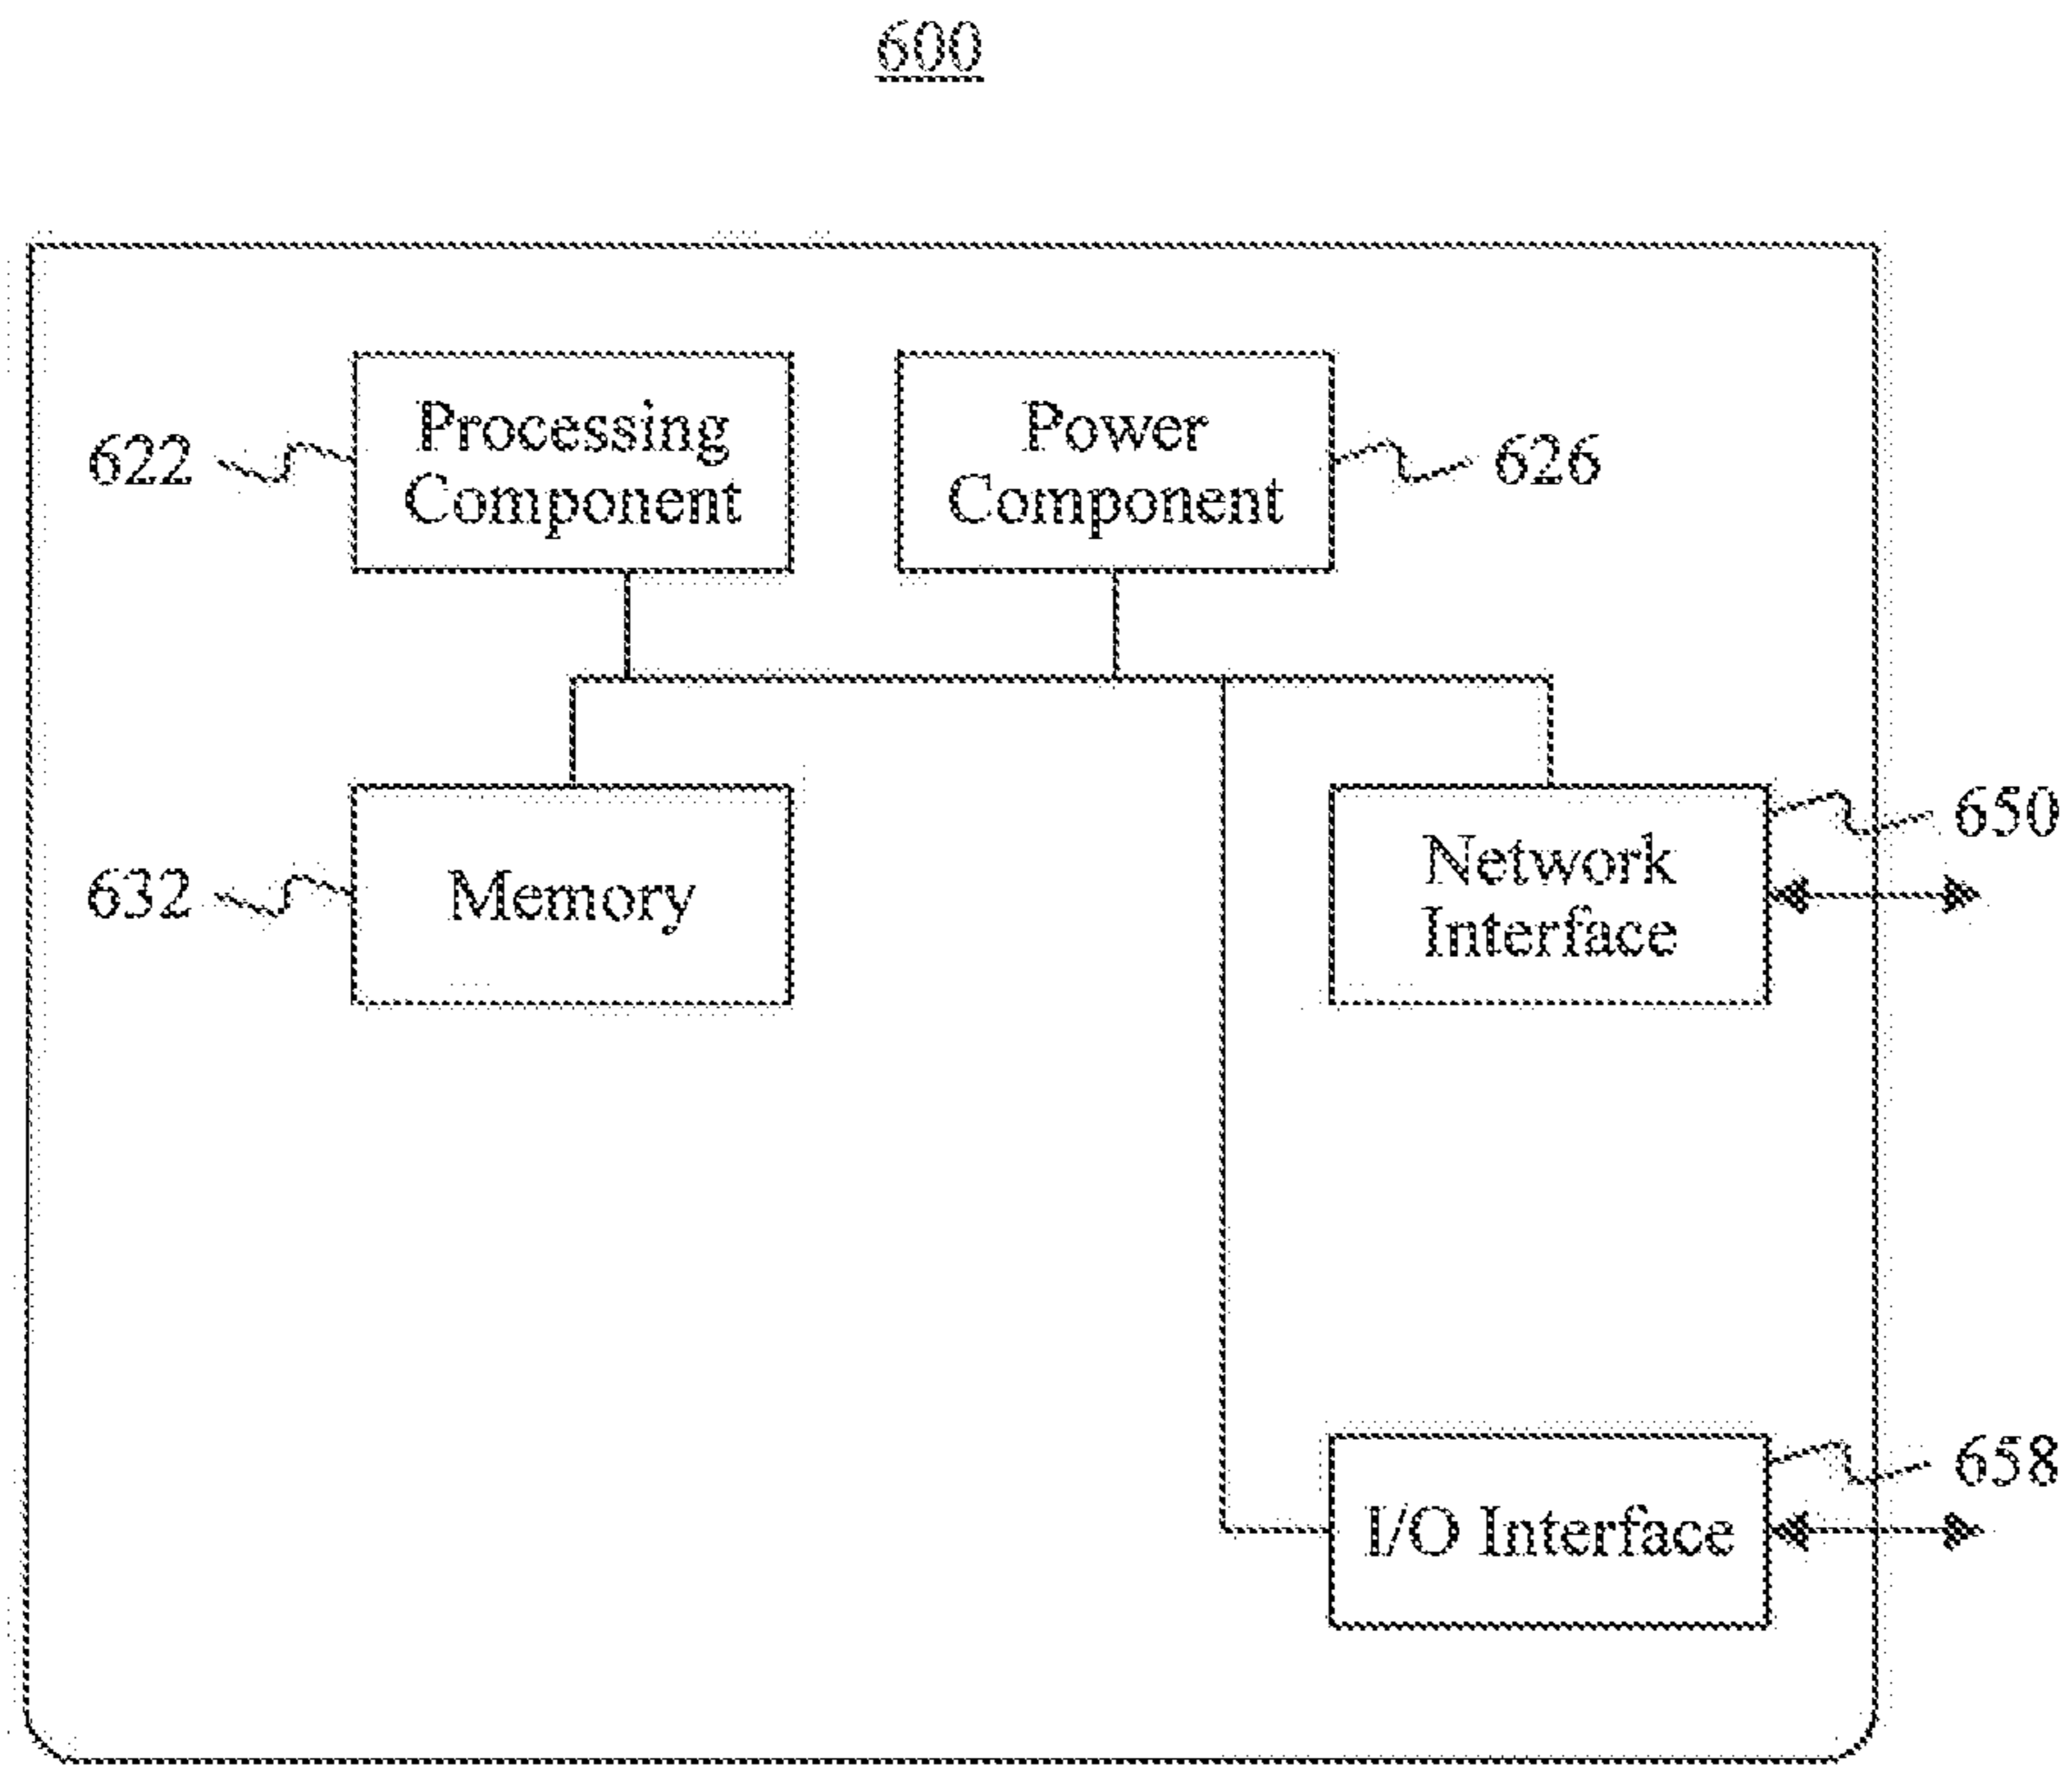 600
622
Processing
Component
Power
Component
626
632
Memory
Network
Interface
650
I/O Interface
658